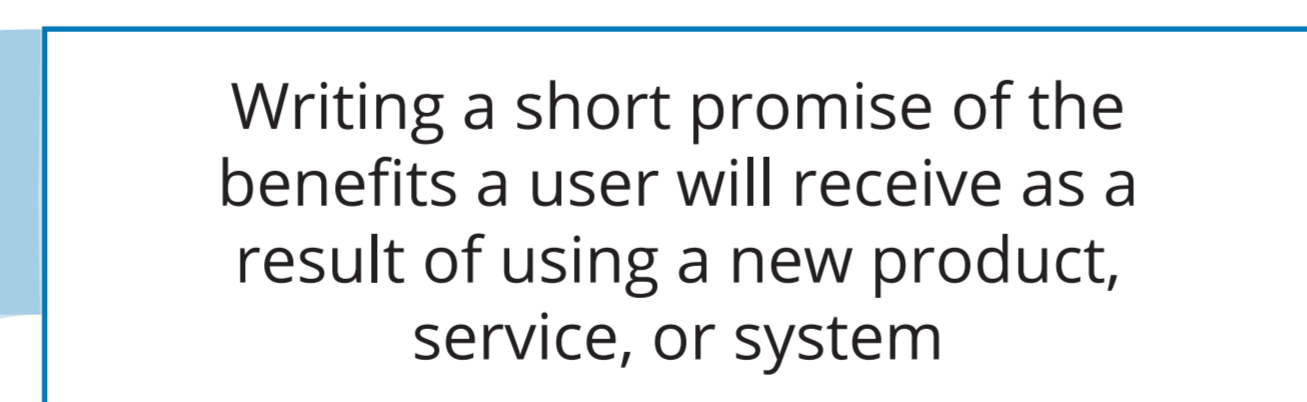 Writing a short promise of the
benefits a user will receive as a
result of using a new product,
service, or system